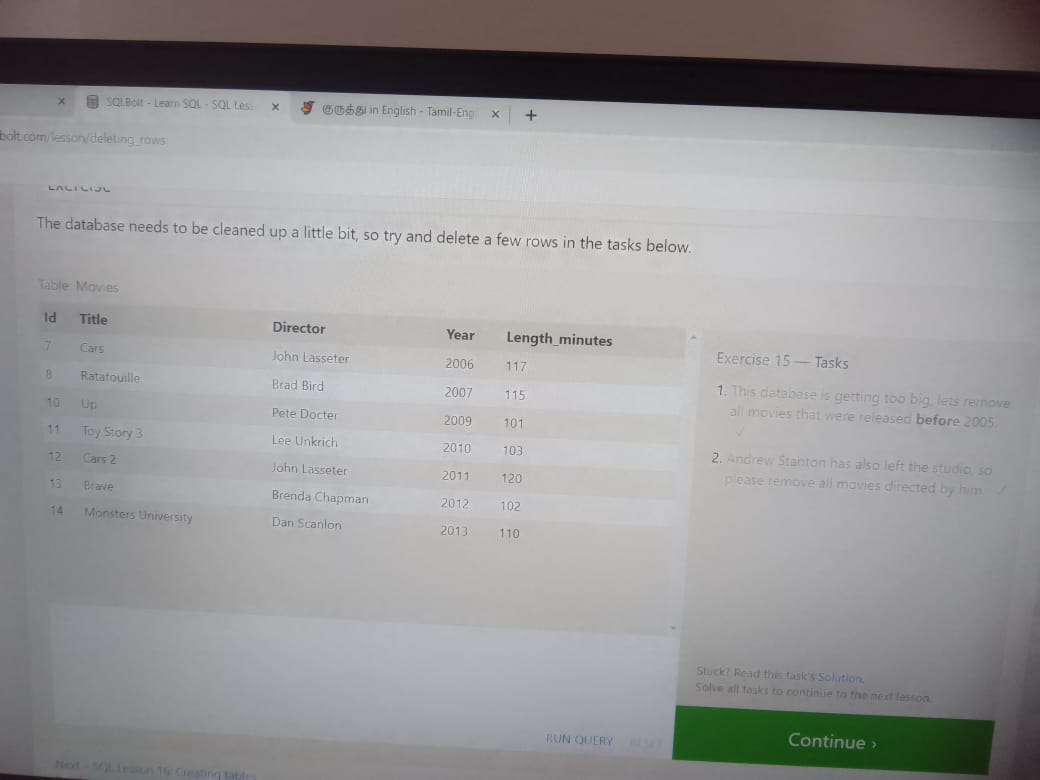 SQLBolt - Learn SQL - SQL Les
குருத்து in English - Tamil-Eng
bolt.com/lesson/deleting_rows
The database needs to be cleaned up a little bit, so try and delete a few rows in the tasks below.
Table: Movies
Id Title Director Year Length_minutes
7 Cars John Lasseter 2006 117
8 Ratatouille Brad Bird 2007 115
10 Up Pete Docter 2009 101
11 Toy Story 3 Lee Unkrich 2010 103
12 Cars 2 John Lasseter 2011 120
13 Brave Brenda Chapman 2012 102
14 Monsters University Dan Scanlon 2013 110
Exercise 15 — Tasks
1. This database is getting too big, lets remove
all movies that were released before 2005.
2. Andrew Stanton has also left the studio, so
please remove all movies directed by him.
Stuck? Read this task's Solution.
Solve all tasks to continue to the next lesson.
RUN QUERY RESET
Continue ›
Next – SQL Lesson 16: Creating tables